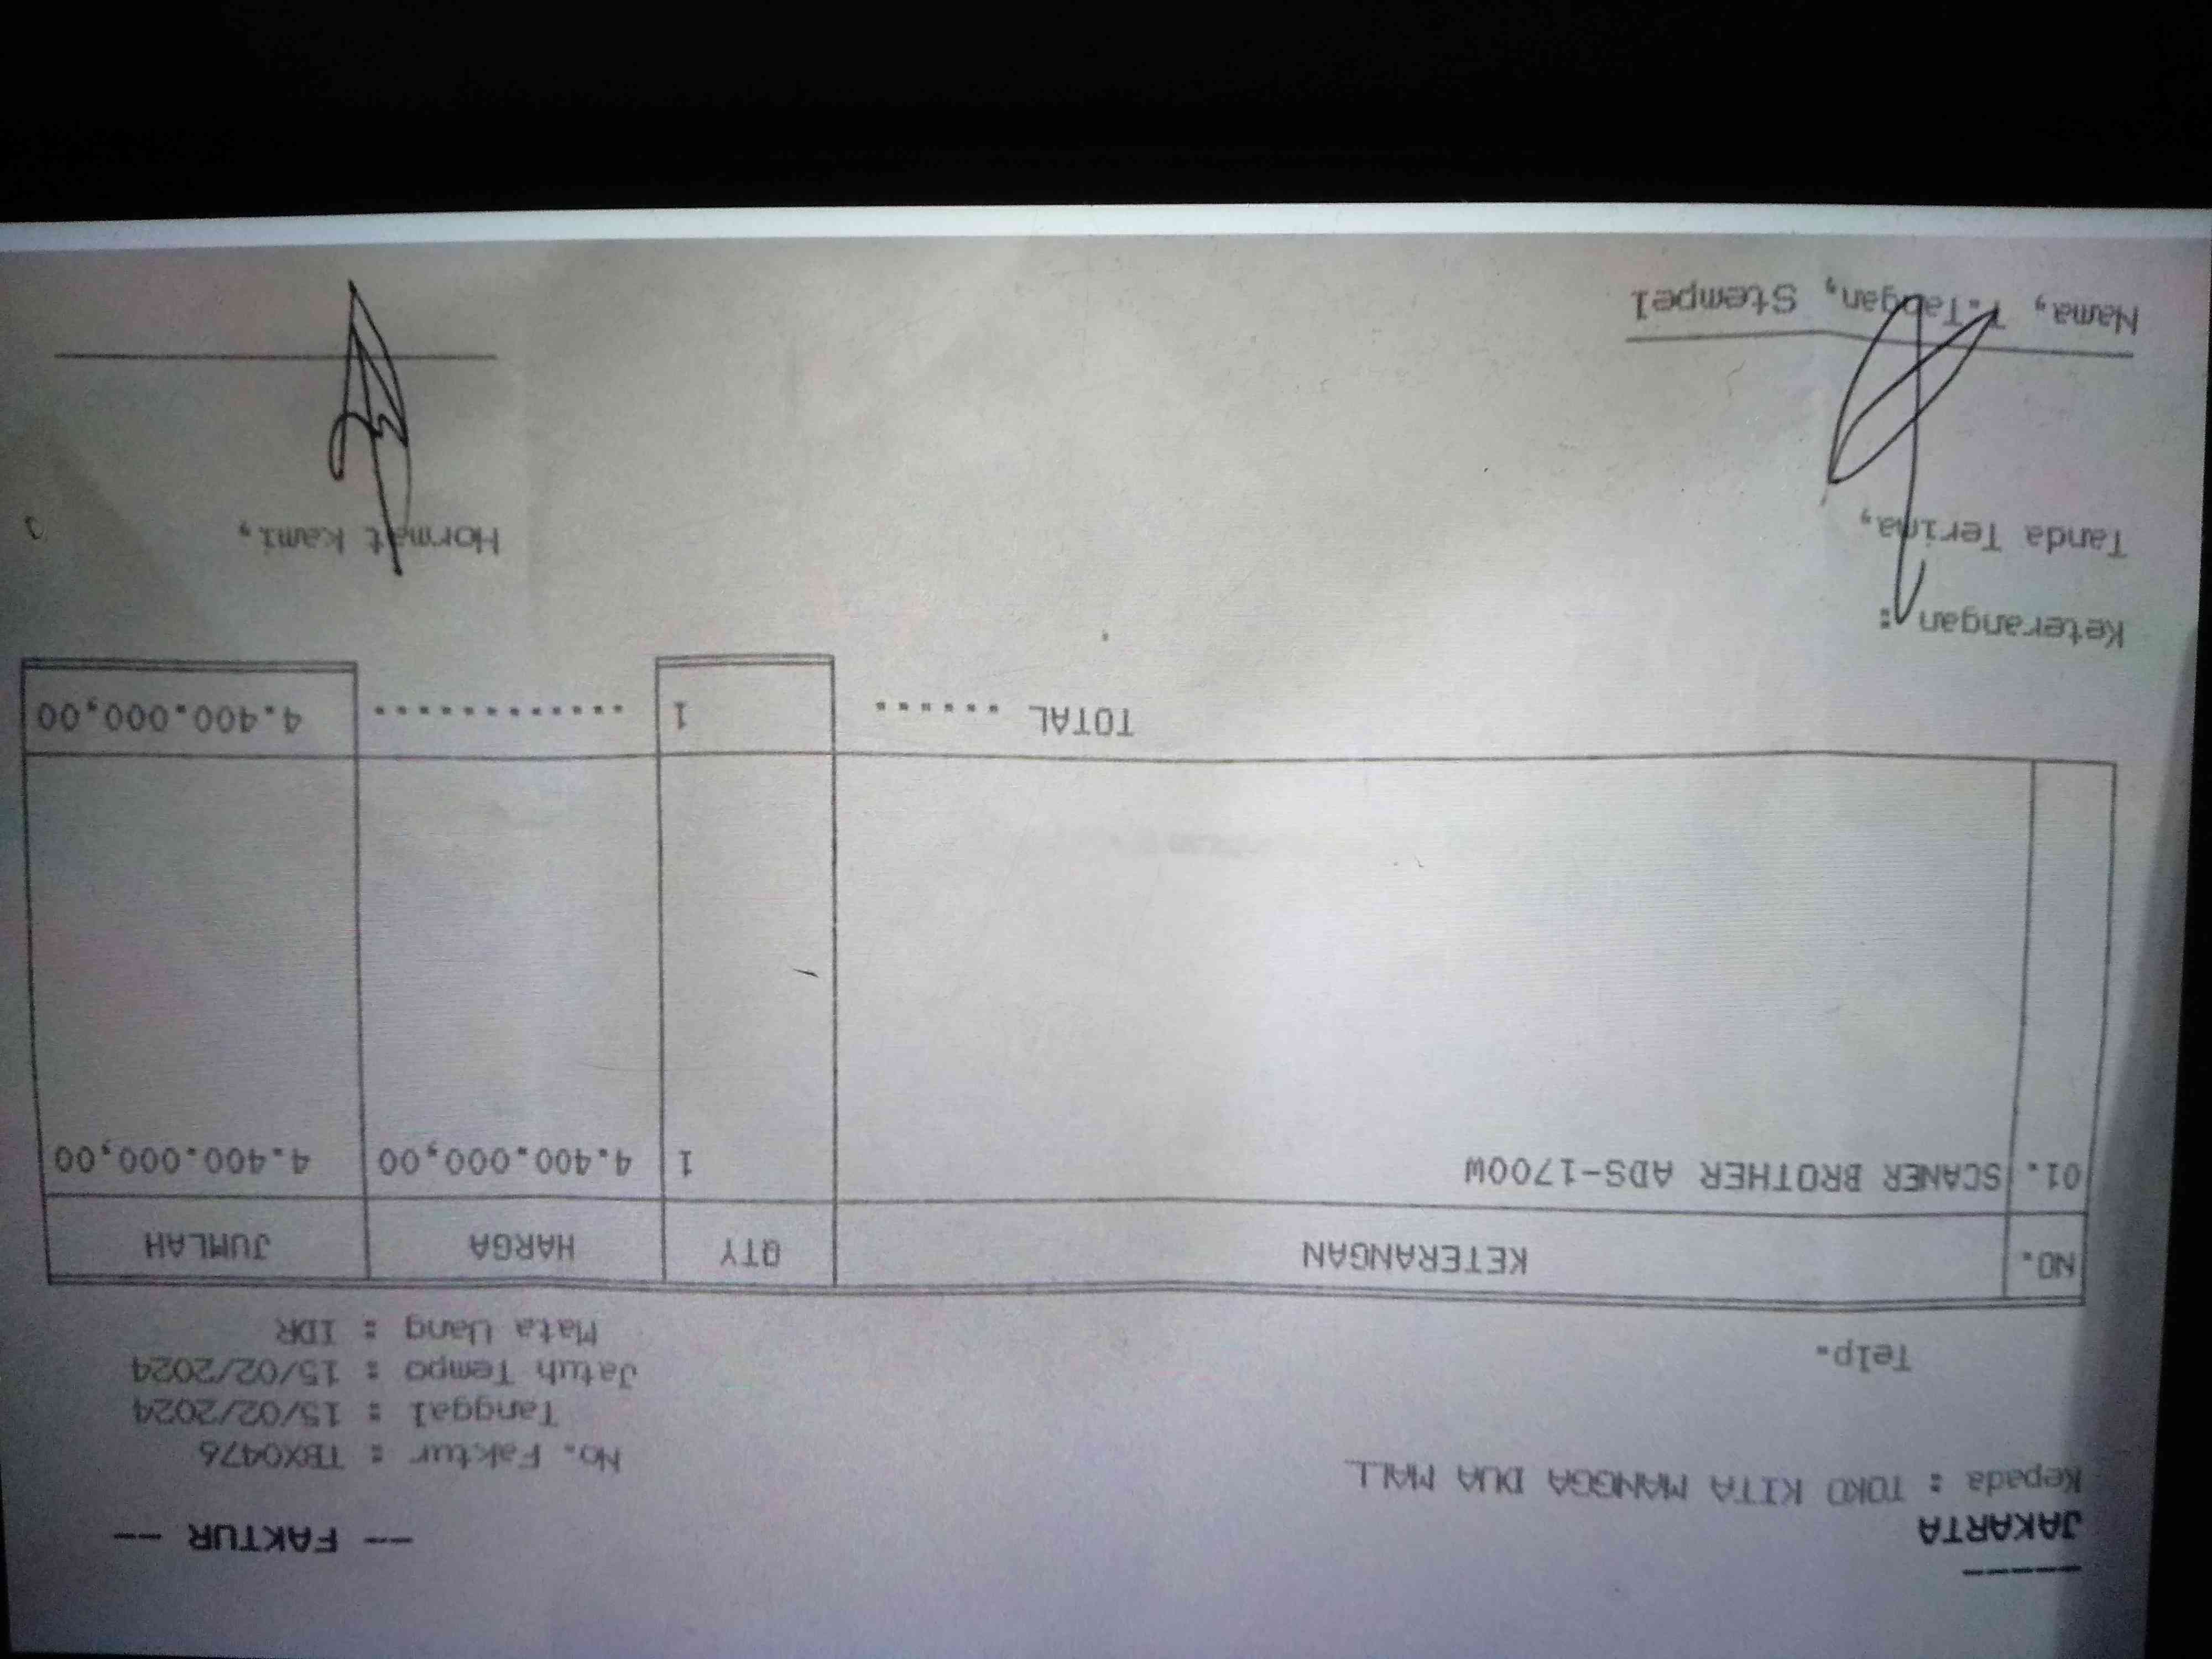 -----
JAKARTA
-- FAKTUR --
Kepada : TOKO KITA MANGGA DUA MALL
No. Faktur : TBX0476
Tanggal : 15/02/2024
Telp.
Jatuh Tempo : 15/02/2024
Mata Uang : IDR
NO. KETERANGAN QTY HARGA JUMLAH
01. SCANER BROTHER ADS-1700W 1 4.400.000,00 4.400.000,00
TOTAL ...... 1 ............. 4.400.000,00
Keterangan :
Tanda Terima, Hormat Kami,
Nama, T.Tangan, Stempel